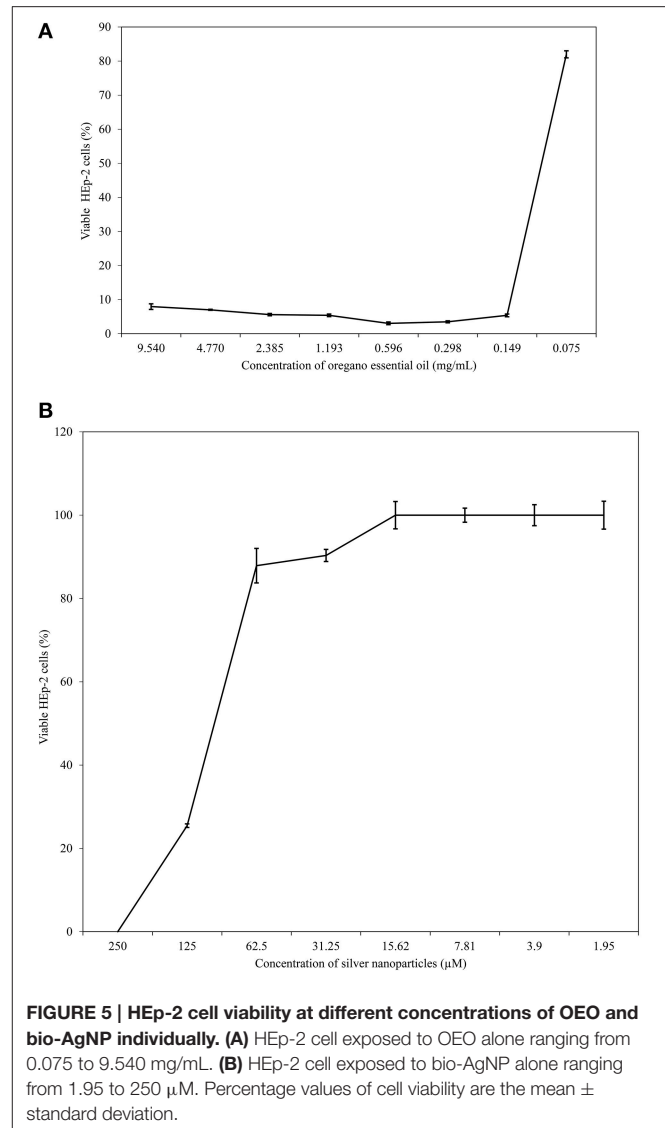 A
90
80
70
60
50
40
30
20
10
0
Viable HEp-2 cells (%)
9.540 4.770 2.385 1.193 0.596 0.298 0.149 0.075
Concentration of oregano essential oil (mg/mL)
B
120
100
80
60
40
20
0
Viable HEp-2 cells (%)
250 125 62.5 31.25 15.62 7.81 3.9 1.95
Concentration of silver nanoparticles (µM)
FIGURE 5 | HEp-2 cell viability at different concentrations of OEO and
bio-AgNP individually. (A) HEp-2 cell exposed to OEO alone ranging from
0.075 to 9.540 mg/mL. (B) HEp-2 cell exposed to bio-AgNP alone ranging
from 1.95 to 250 µM. Percentage values of cell viability are the mean ±
standard deviation.